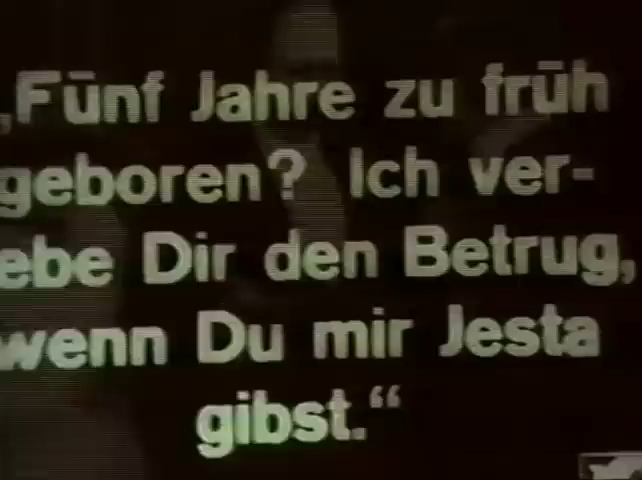 „Fünf Jahre zu früh
geboren? Ich ver-
ebe Dir den Betrug,
wenn Du mir Jesta
gibst.“